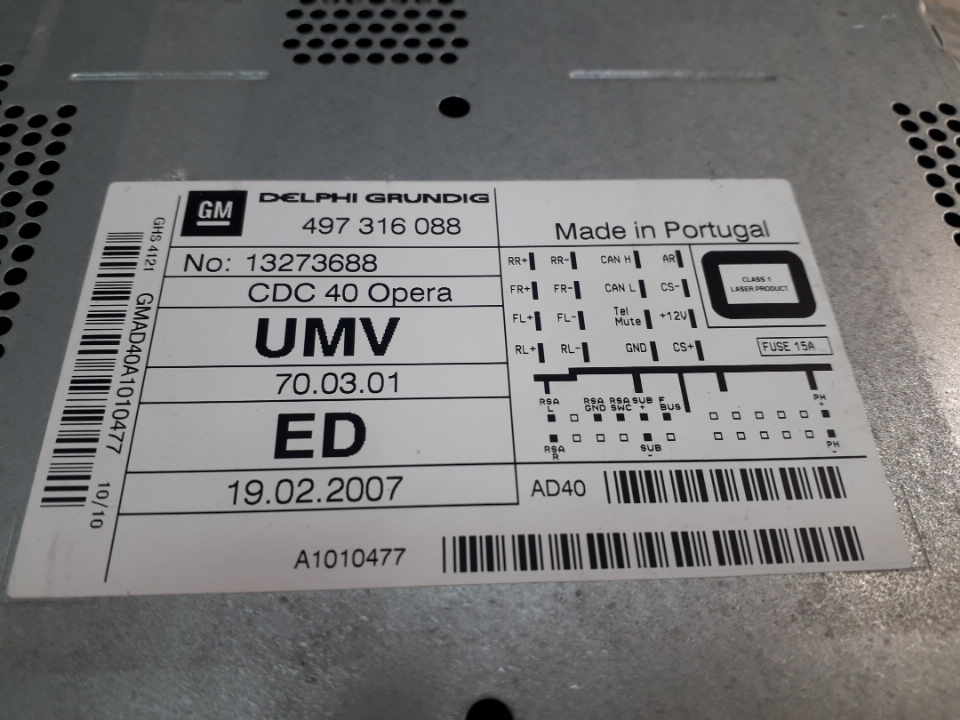 GM
DELPHI GRUNDIG
497 316 088
No: 13273688
CDC 40 Opera
UMV
70.03.01
ED
19.02.2007
GHS 4121
GMAD40A1010477
10/10
Made in Portugal
RR+ RR- CAN H AR
FR+ FR- CAN L CS-
FL+ FL- Tel Mute +12V
RL+ RL- GND CS+
CLASS 1
LASER PRODUCT
FUSE 15A
RSA L
RSA GND
RSA SWC
SUB +
F BUS
PH +
RSA R
SUB -
PH -
AD40
A1010477